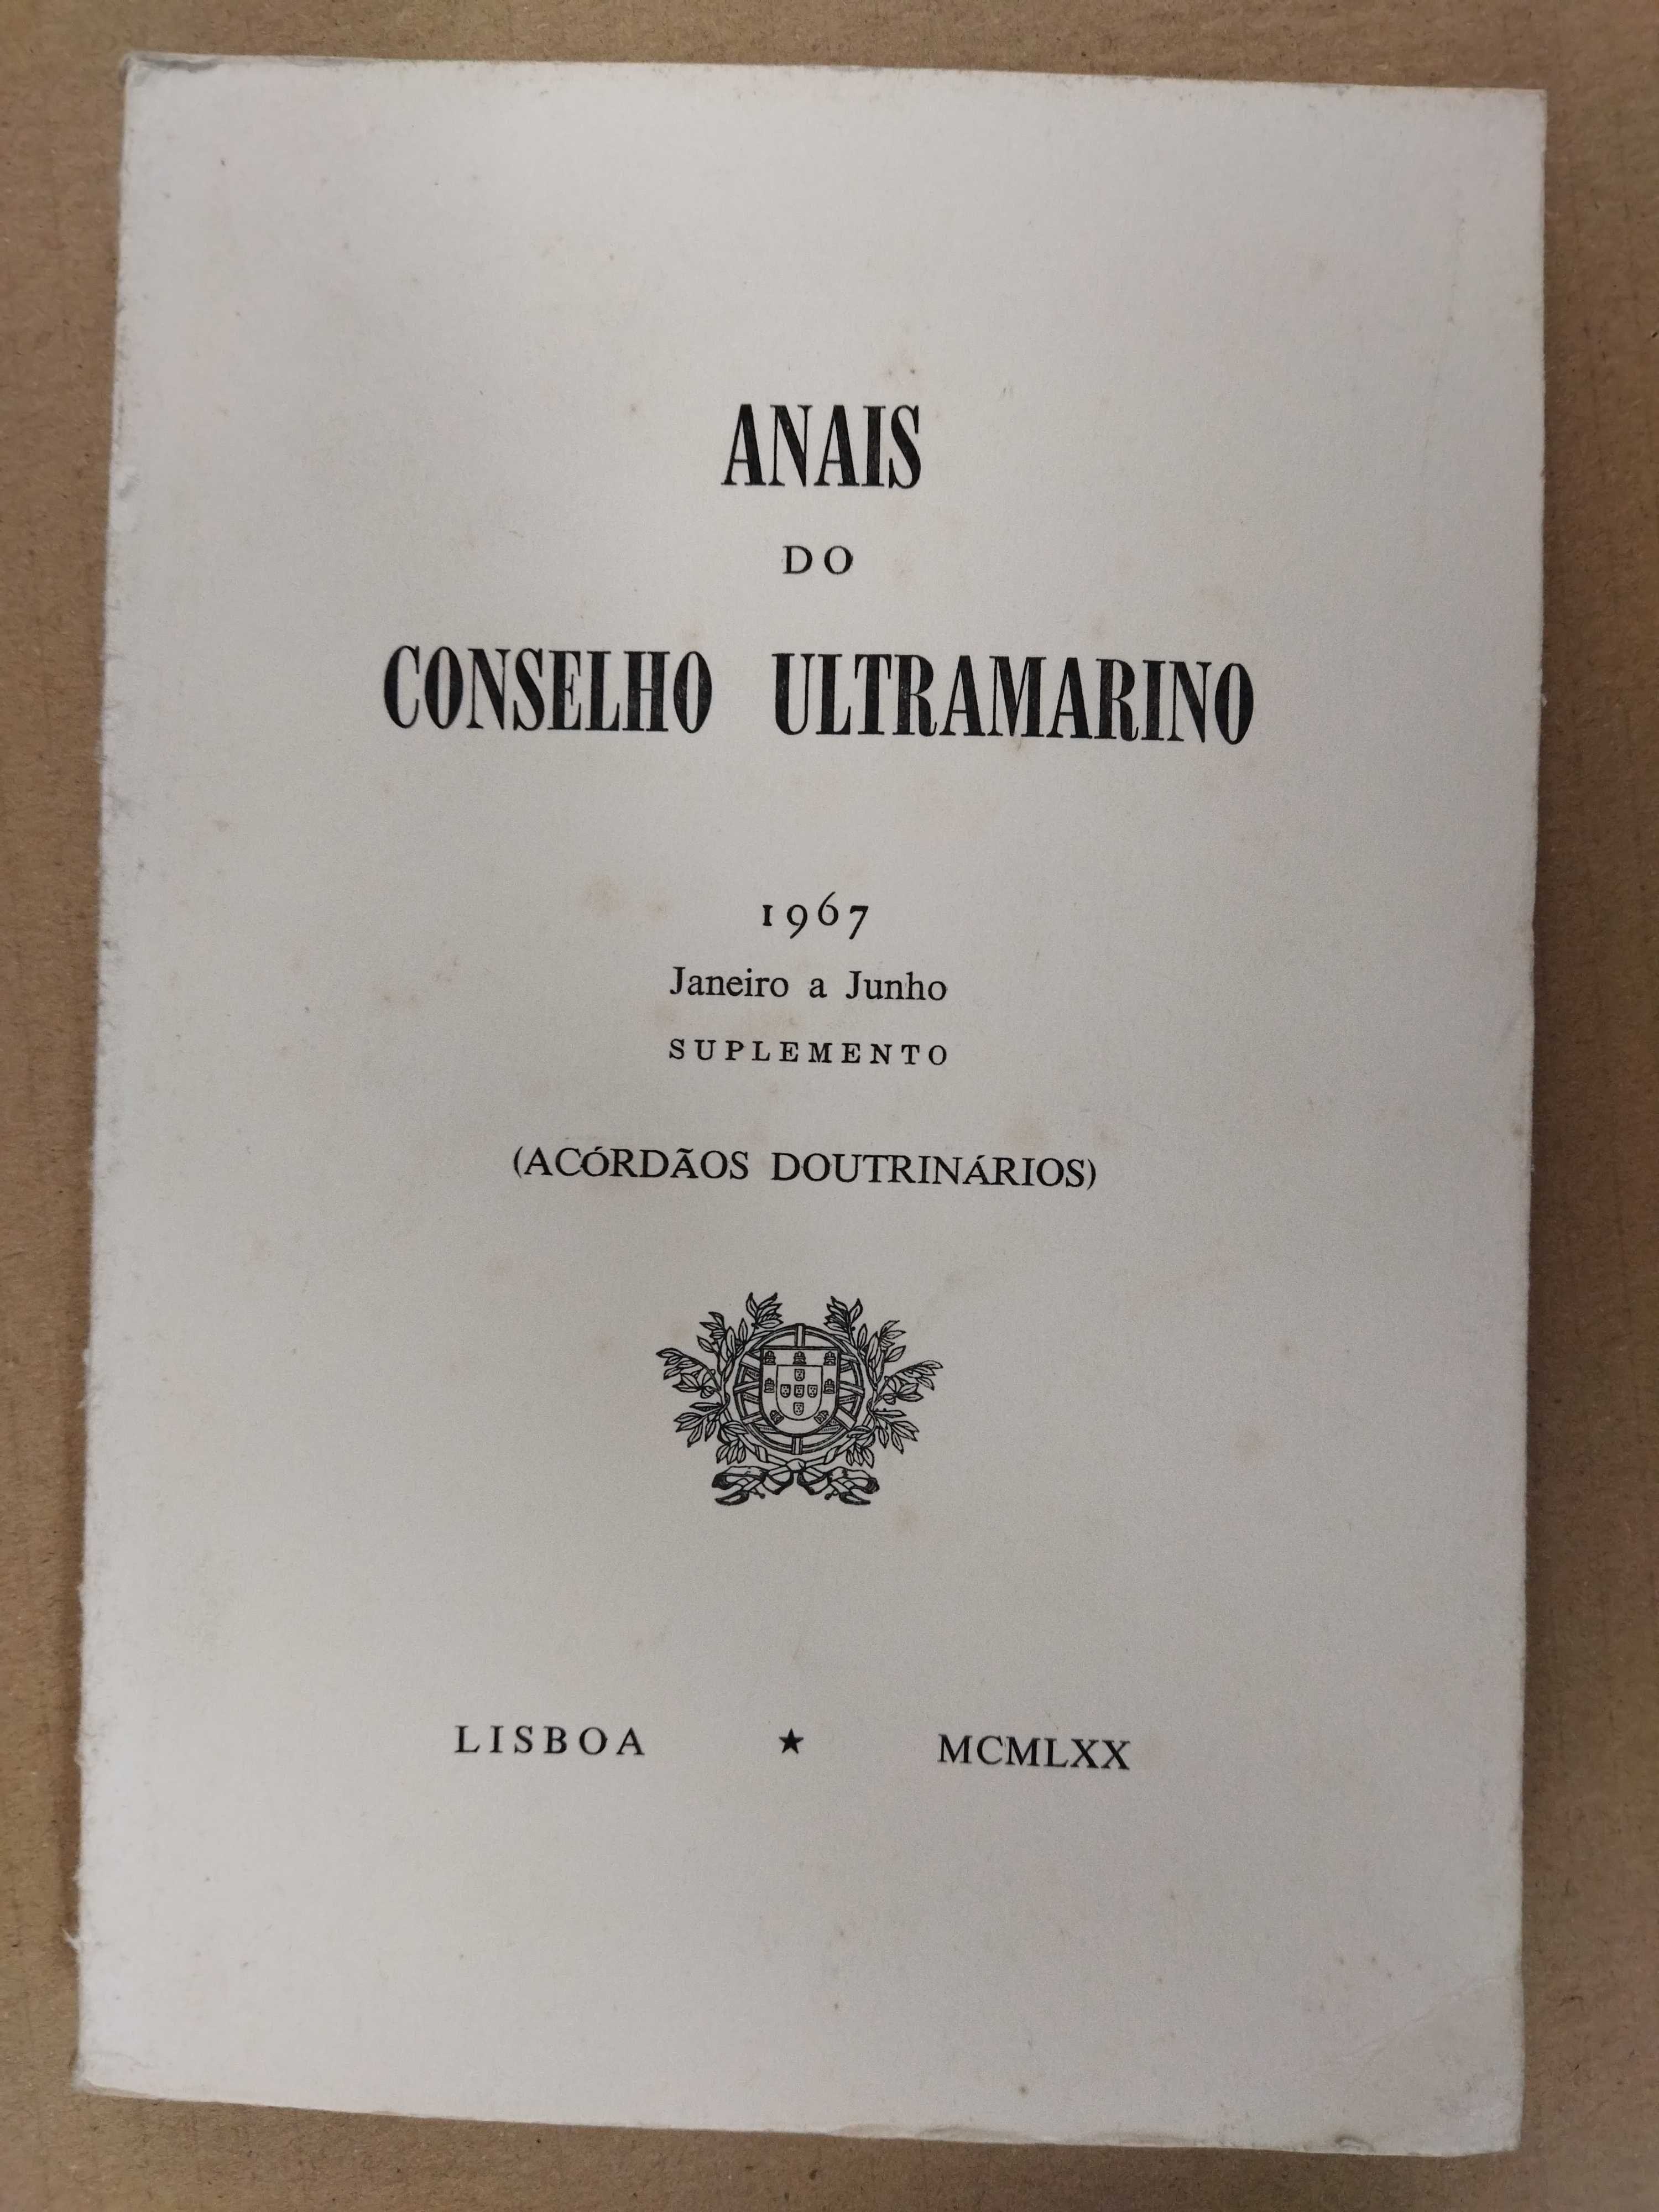 ANAIS
DO
CONSELHO ULTRAMARINO
1967
Janeiro a Junho
SUPLEMENTO
(ACÓRDÃOS DOUTRINÁRIOS)
LISBOA ★ MCMLXX